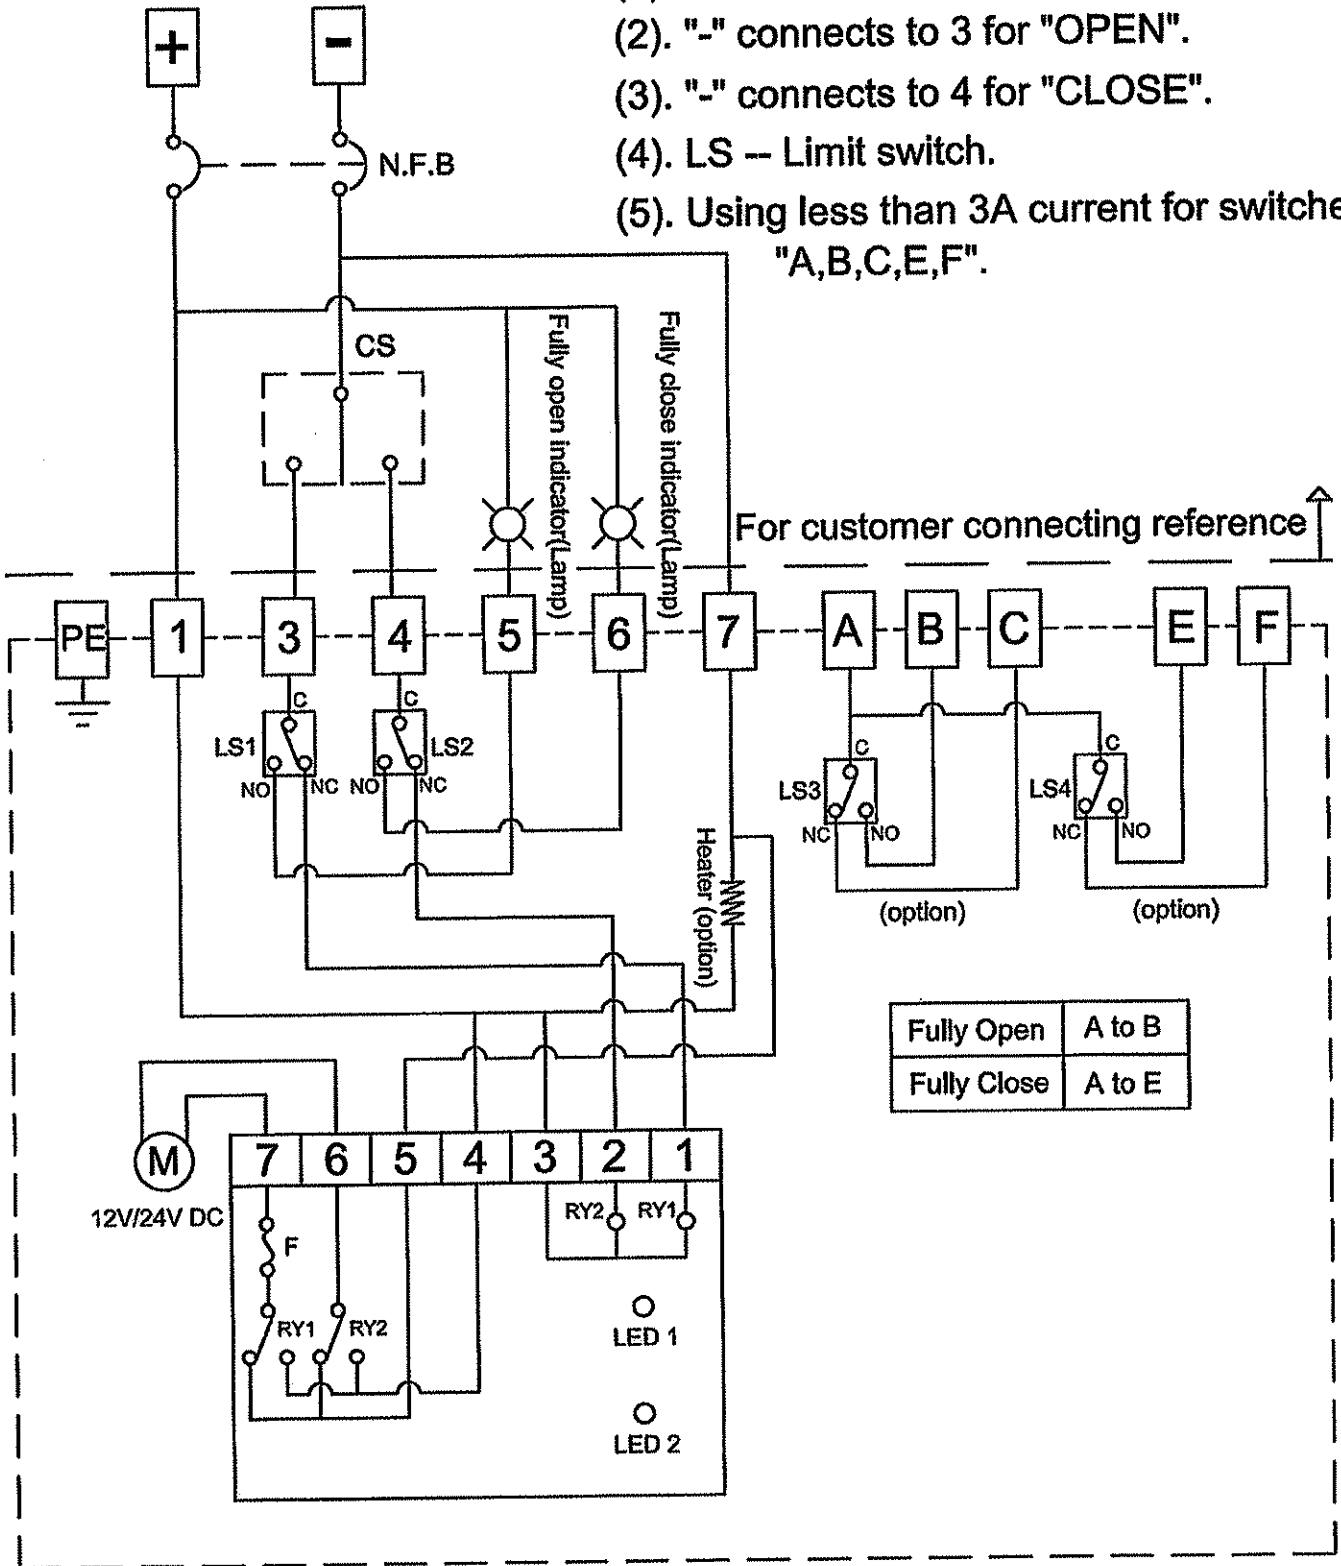 + -
(2). "-" connects to 3 for "OPEN".
(3). "-" connects to 4 for "CLOSE".
(4). LS -- Limit switch.
(5). Using less than 3A current for switche
"A,B,C,E,F".
N.F.B
CS
Fully open indicator(Lamp)
Fully close indicator(Lamp)
For customer connecting reference
PE 1 3 4 5 6 7 A B C E F
C C
LS1 LS2
NO NC NO NC
C C
LS3 LS4
NC NO NC NO
Heater (option)
(option) (option)
Fully Open A to B
Fully Close A to E
M 7 6 5 4 3 2 1
12V/24V DC
RY2 RY1
F
RY1 RY2
LED 1
LED 2